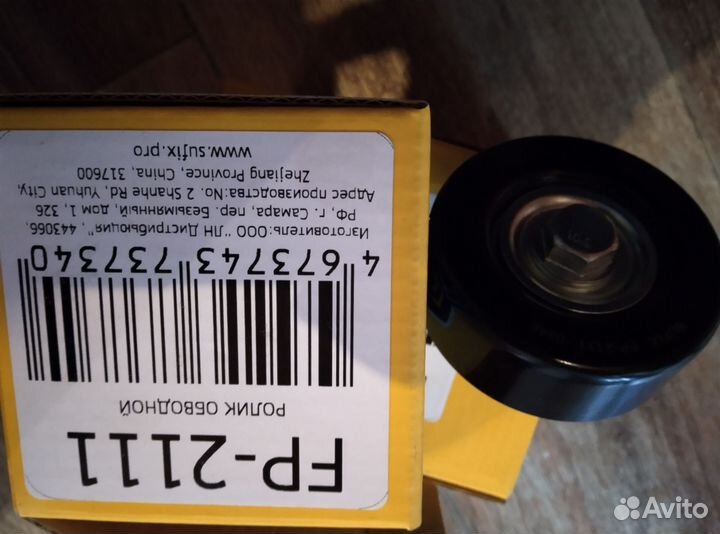 FP-2111
РОЛИК ОБВОДНОЙ
4 673743 737340
Изготовитель:ООО "ЛН Дистрибьюция", 443066,
РФ, г. Самара, пер. Безымянный, дом 1, 326
Адрес производства:No. 2 Shanhe Rd, Yuhuan City,
Zhejiang Province, China, 317600
www.sufix.pro
Avito